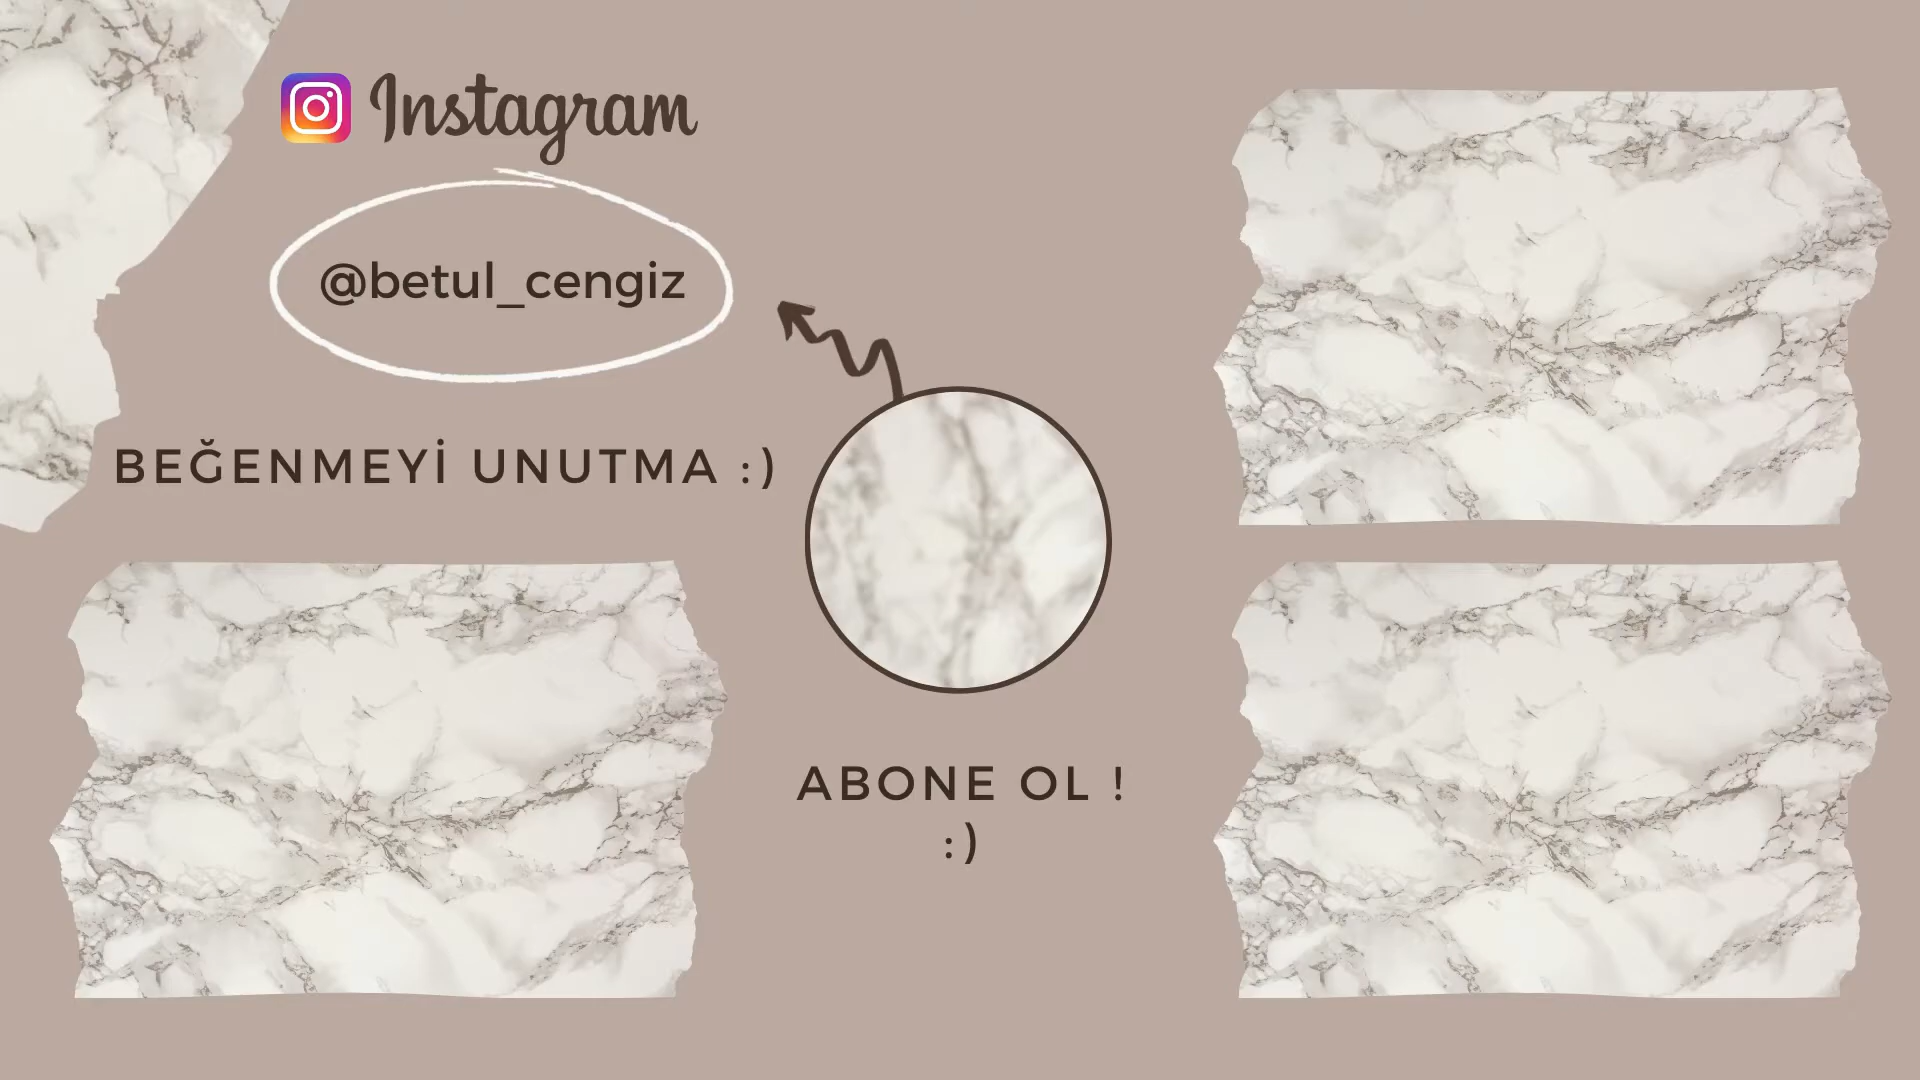 Instagram
@betul_cengiz
BEĞENMEYİ UNUTMA :)
ABONE OL !
:)